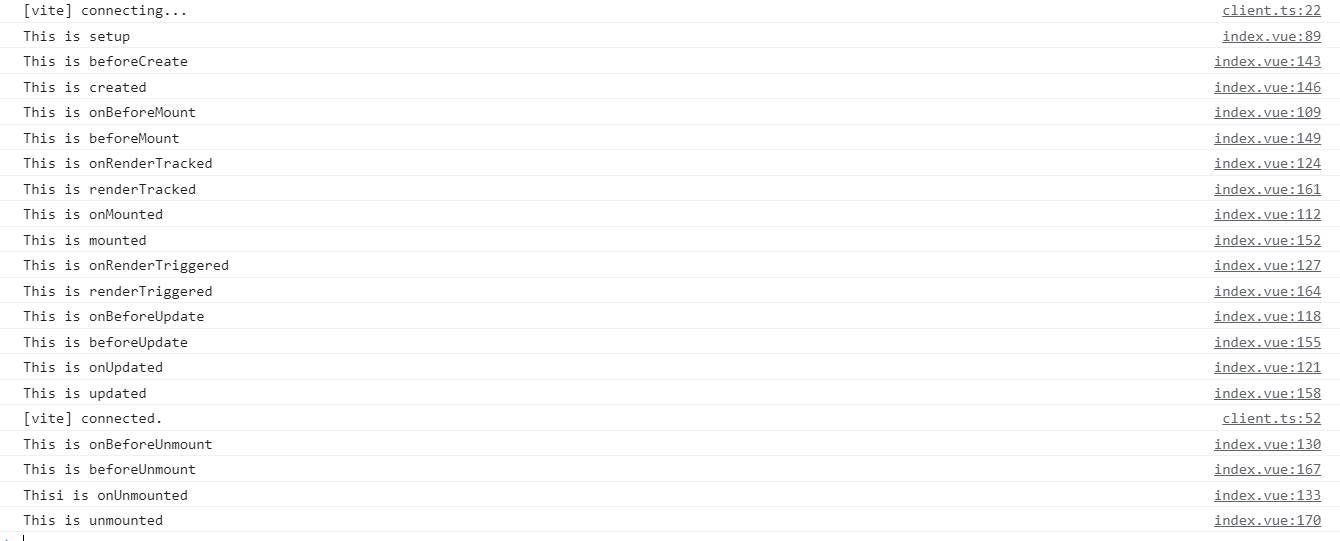 [vite] connecting... client.ts:22
This is setup index.vue:89
This is beforeCreate index.vue:143
This is created index.vue:146
This is onBeforeMount index.vue:109
This is beforeMount index.vue:149
This is onRenderTracked index.vue:124
This is renderTracked index.vue:161
This is onMounted index.vue:112
This is mounted index.vue:152
This is onRenderTriggered index.vue:127
This is renderTriggered index.vue:164
This is onBeforeUpdate index.vue:118
This is beforeUpdate index.vue:155
This is onUpdated index.vue:121
This is updated index.vue:158
[vite] connected. client.ts:52
This is onBeforeUnmount index.vue:130
This is beforeUnmount index.vue:167
Thisi is onUnmounted index.vue:133
This is unmounted index.vue:170